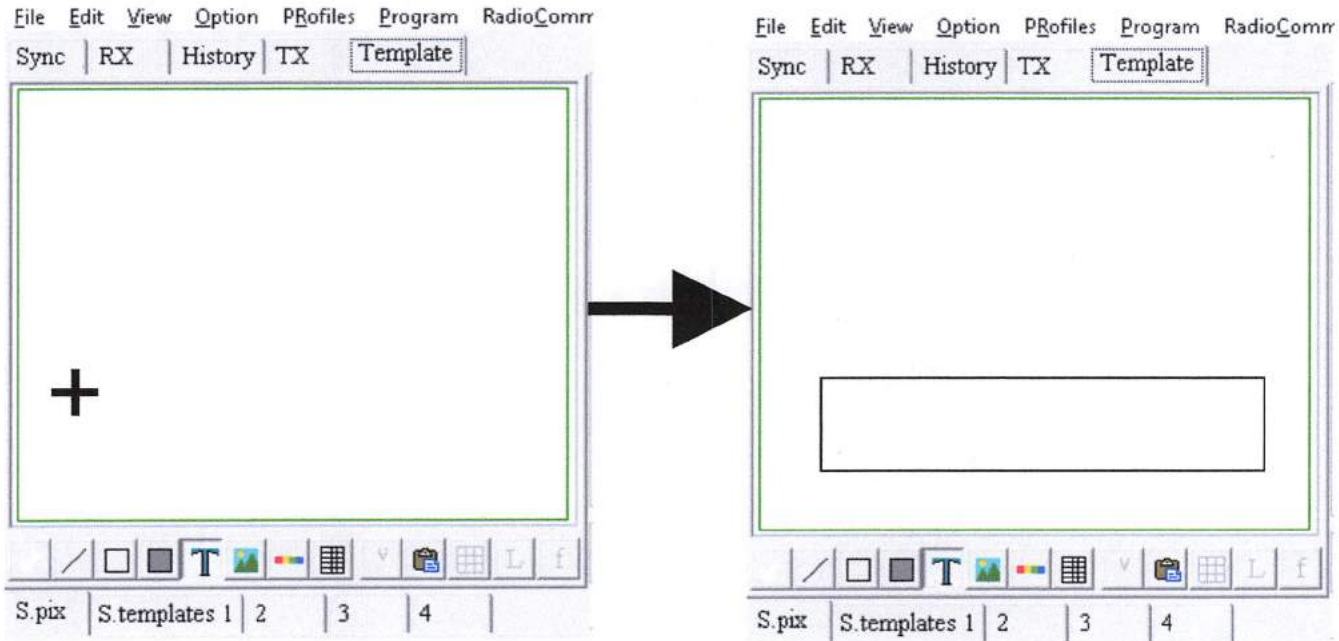 File Edit View Option PRofiles Program RadioComm
Sync RX History TX Template
T V L f
S.pix S.templates 1 2 3 4
File Edit View Option PRofiles Program RadioComm
Sync RX History TX Template
T V L f
S.pix S.templates 1 2 3 4